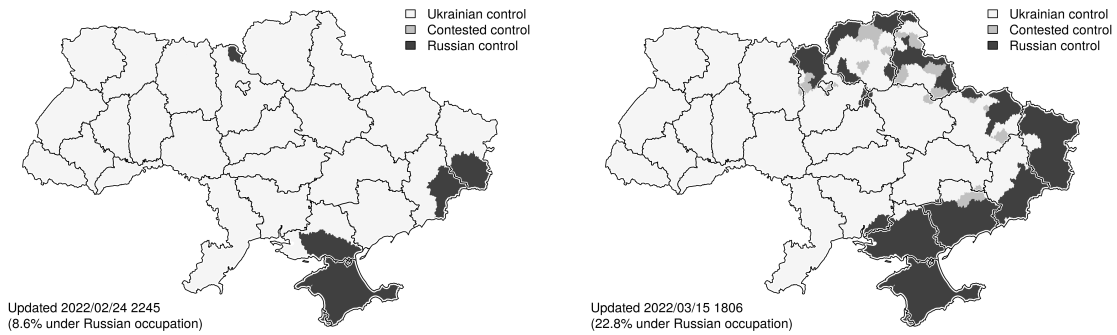 Ukrainian control
Contested control
Russian control
Updated 2022/02/24 2245
(8.6% under Russian occupation)
Ukrainian control
Contested control
Russian control
Updated 2022/03/15 1806
(22.8% under Russian occupation)